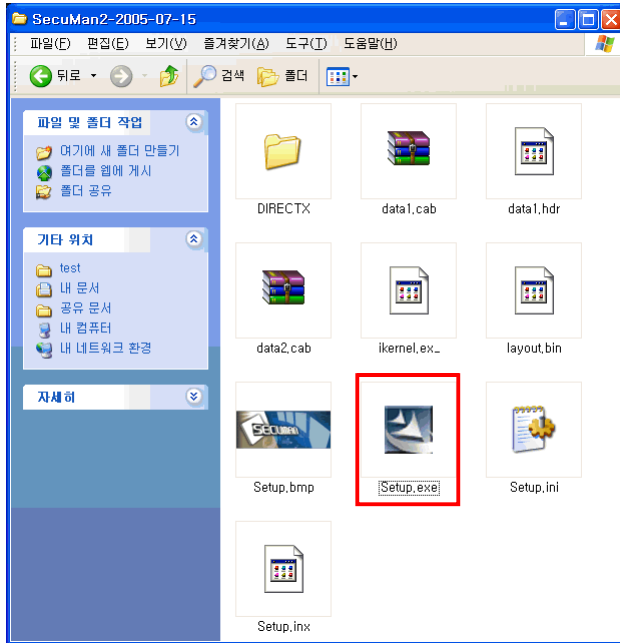 SecuMan2-2005-07-15
파일(F) 편집(E) 보기(V) 즐겨찾기(A) 도구(T) 도움말(H)
뒤로 검색 폴더
파일 및 폴더 작업
여기에 새 폴더 만들기
폴더를 웹에 게시
폴더 공유
기타 위치
test
내 문서
공유 문서
내 컴퓨터
내 네트워크 환경
자세히
DIRECTX data1.cab data1.hdr
data2.cab ikernel.ex_ layout.bin
SECUMAN
Setup.bmp Setup.exe Setup.ini
Setup.inx